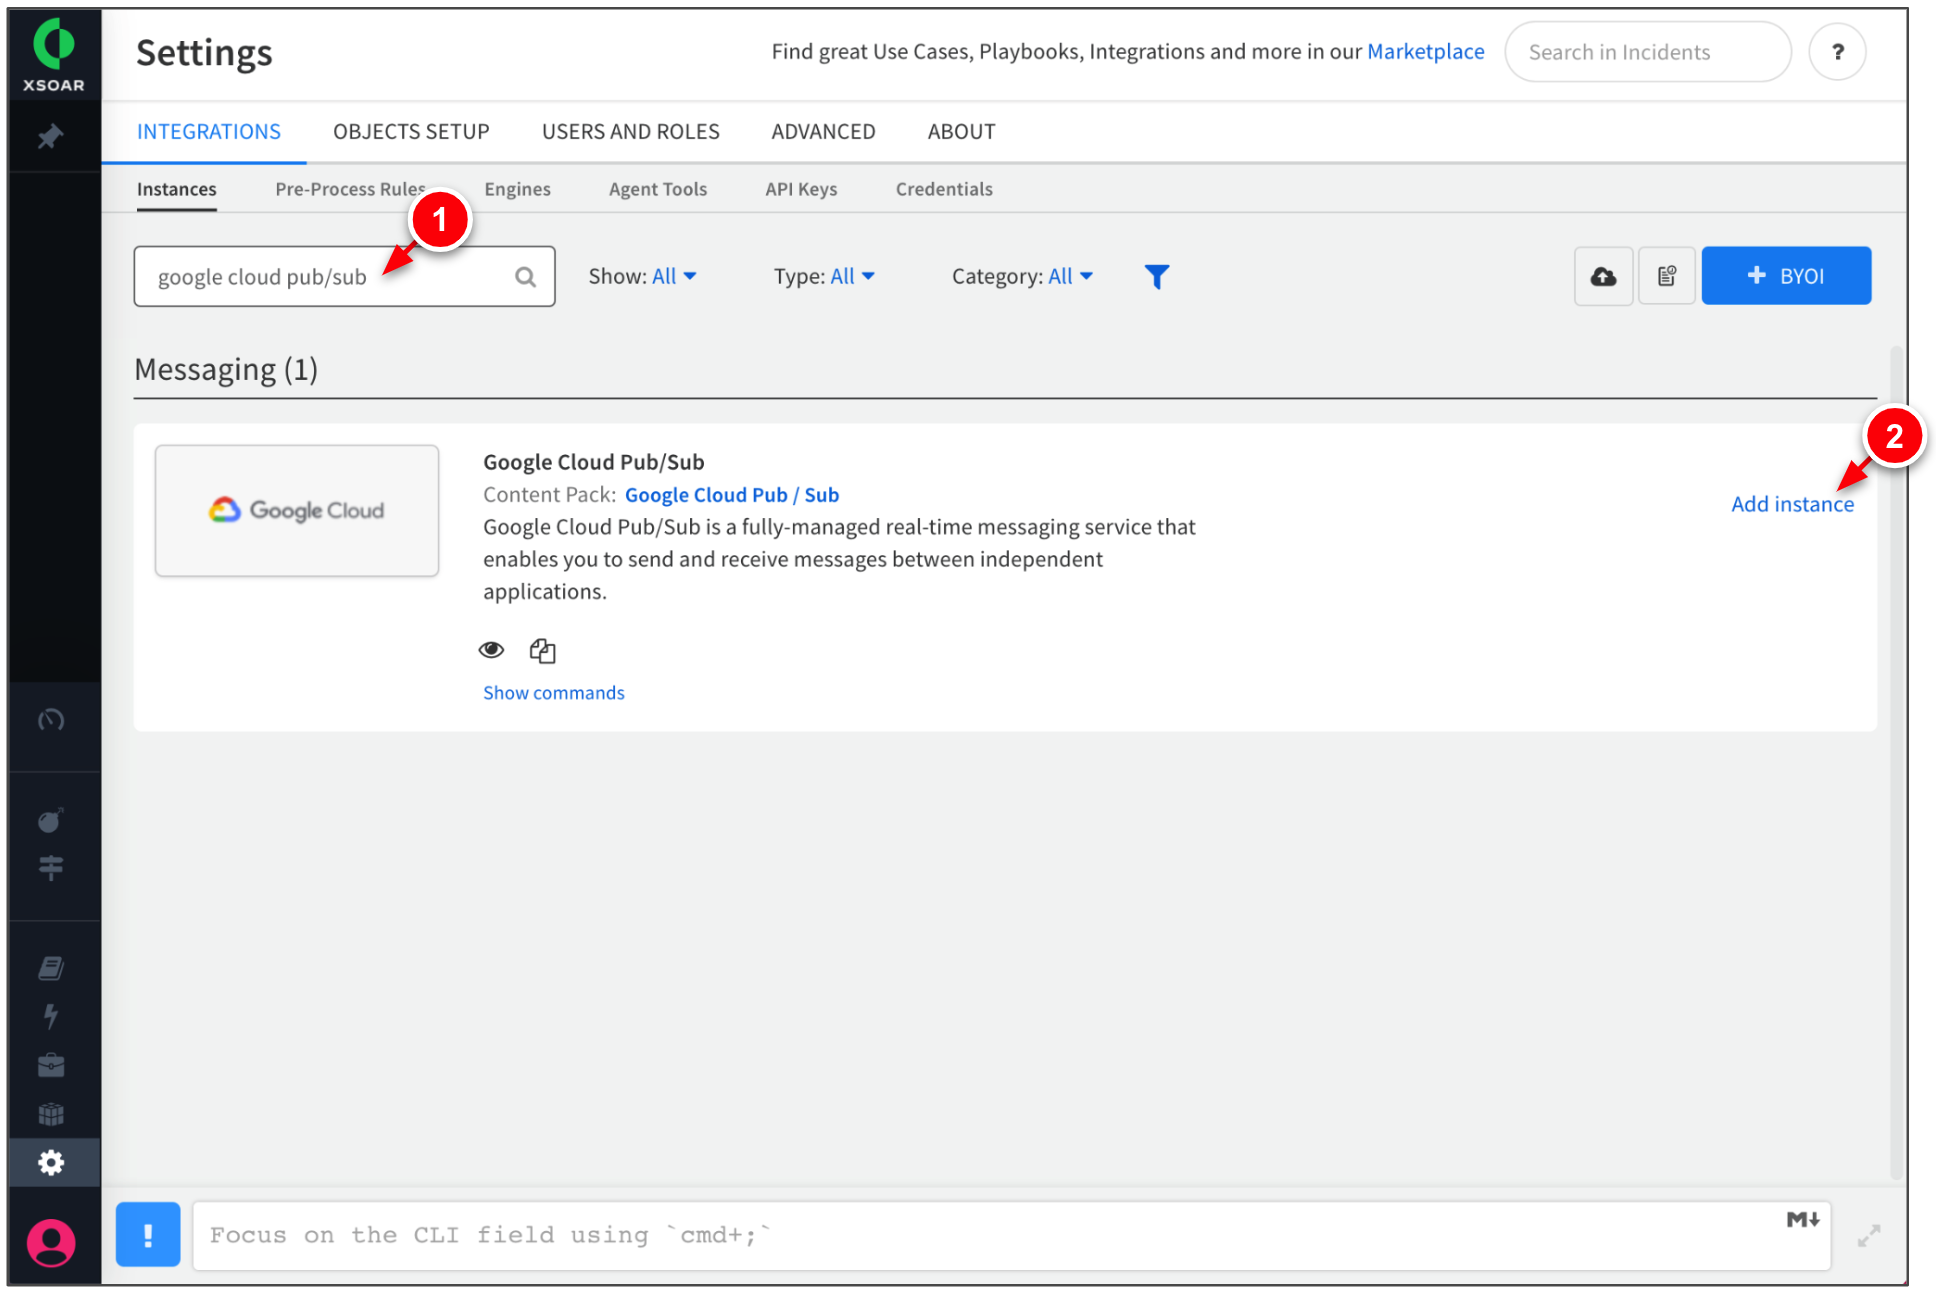 XSOAR
Settings
Find great Use Cases, Playbooks, Integrations and more in our Marketplace
Search in Incidents
?
INTEGRATIONS
OBJECTS SETUP
USERS AND ROLES
ADVANCED
ABOUT
Instances
Pre-Process Rules
Engines
Agent Tools
API Keys
Credentials
1
google cloud pub/sub
Show: All
Type: All
Category: All
+ BYOI
Messaging (1)
2
Google Cloud
Google Cloud Pub/Sub
Content Pack: Google Cloud Pub / Sub
Google Cloud Pub/Sub is a fully-managed real-time messaging service that
enables you to send and receive messages between independent
applications.
Add instance
Show commands
!
Focus on the CLI field using `cmd+;`
M